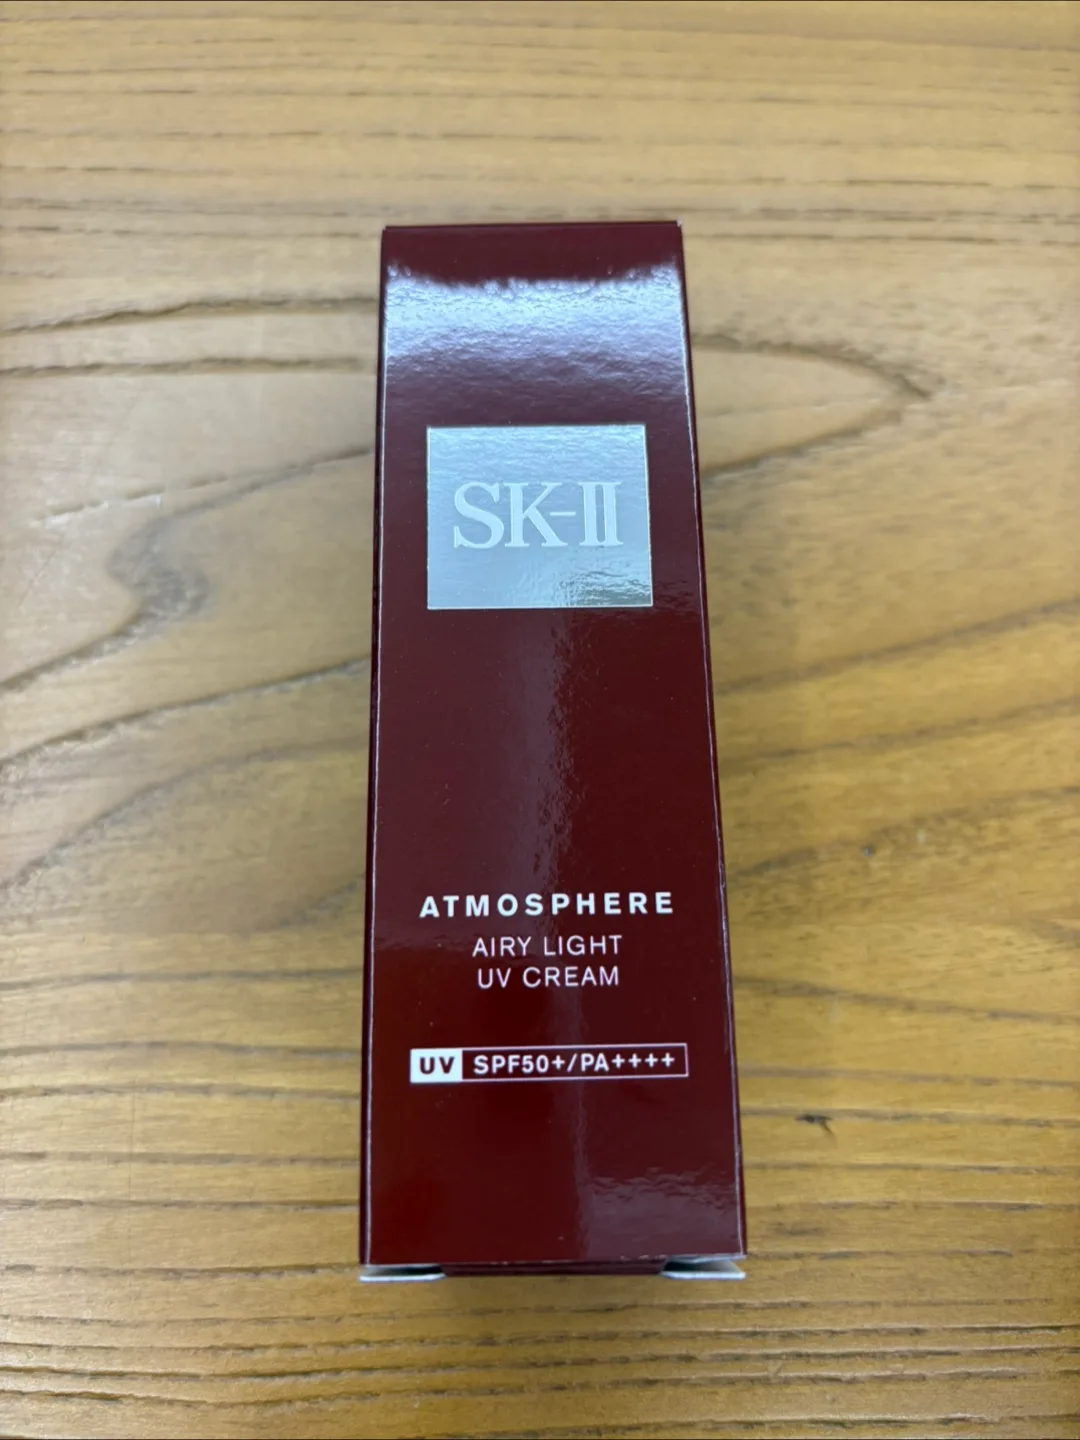 SK-II
ATMOSPHERE
AIRY LIGHT
UV CREAM
UV SPF50+/PA++++